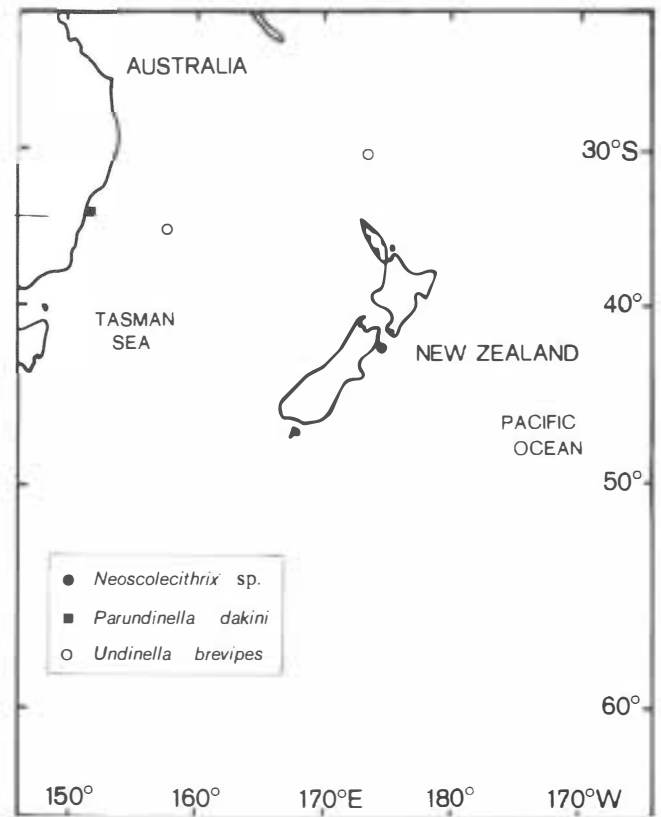 AUSTRALIA
30°S
40°
TASMAN
SEA
NEW ZEALAND
PACIFIC
OCEAN
50°
Neoscolecithrix sp.
Parundinella dakini
Undinella brevipes
60°
150°
160°
170°E
180°
170°W